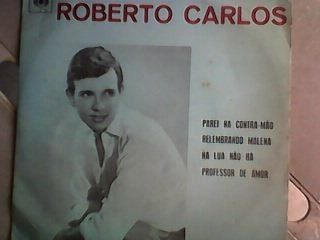 ROBERTO CARLOS
PAREI NA CONTRA-MÃO
RELEMBRANDO MALENA
NA LUA NÃO HÁ
PROFESSOR DE AMOR